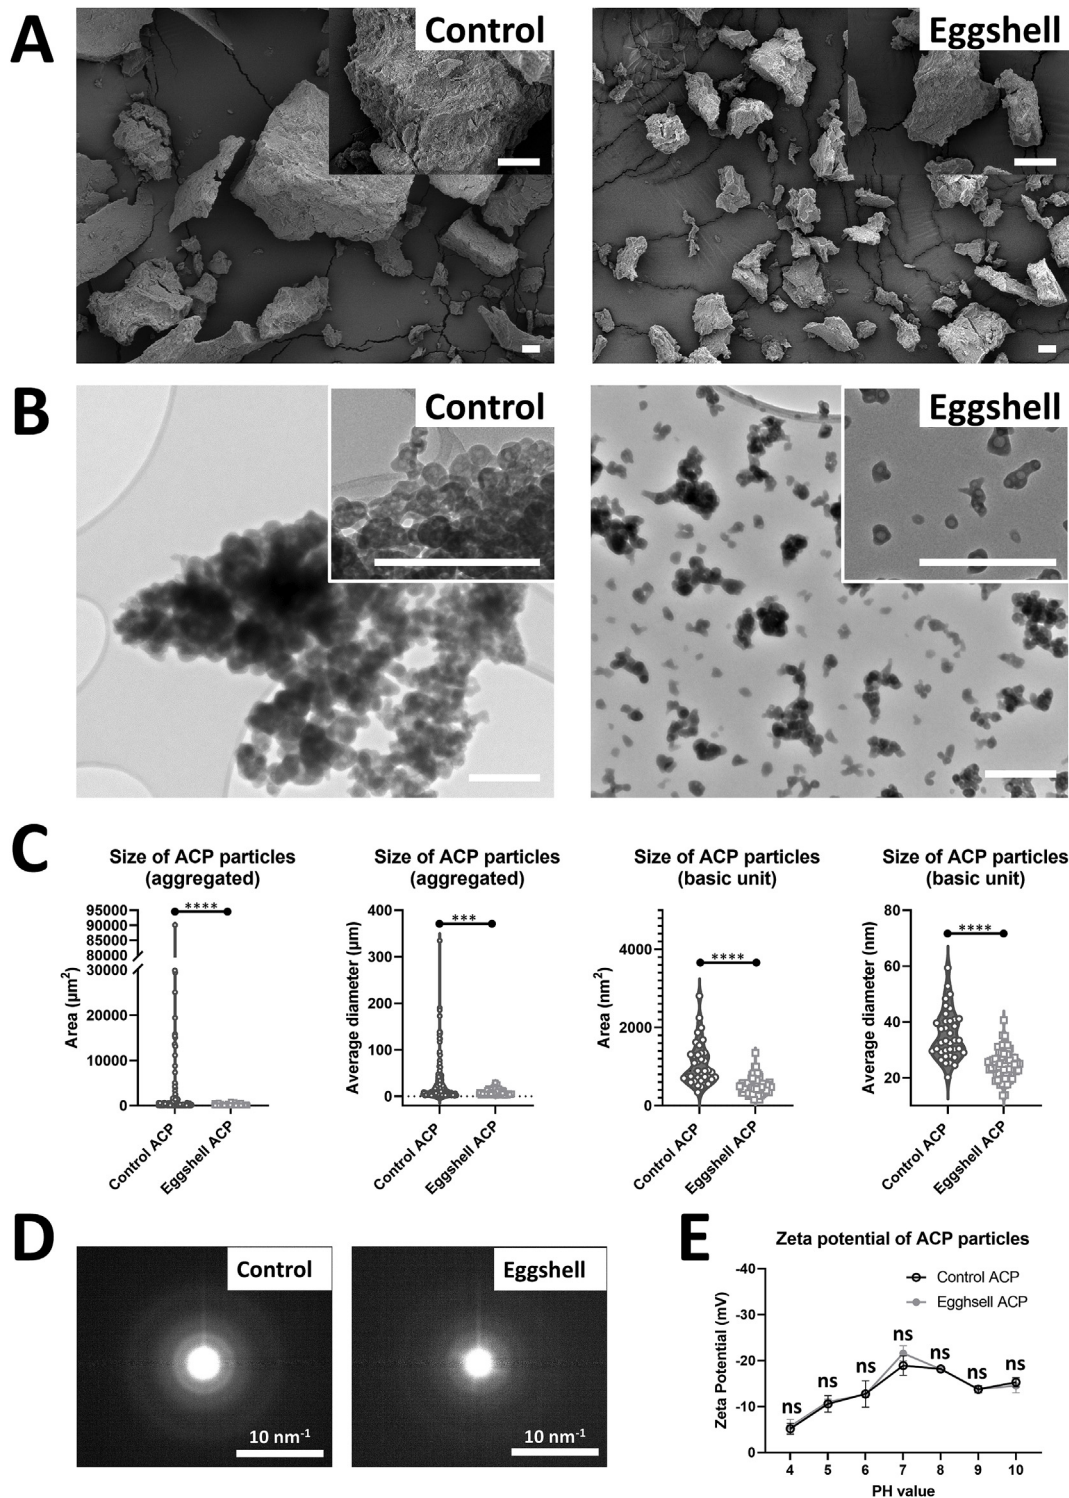 A
Control
Eggshell
B
Control
Eggshell
C
Size of ACP particles
(aggregated)
Area (µm²)
95000
90000
85000
80000
30000
20000
10000
0
****
Control ACP
Eggshell ACP
Size of ACP particles
(aggregated)
Average diameter (µm)
400
300
200
100
0
***
Control ACP
Eggshell ACP
Size of ACP particles
(basic unit)
Area (nm²)
4000
2000
0
****
Control ACP
Eggshell ACP
Size of ACP particles
(basic unit)
Average diameter (nm)
80
60
40
20
****
Control ACP
Eggshell ACP
D
Control
10 nm⁻¹
Eggshell
10 nm⁻¹
E
Zeta potential of ACP particles
Zeta Potential (mV)
-40
-30
-20
-10
0
Control ACP
Egghsell ACP
ns
ns
ns
ns
ns
ns
ns
4 5 6 7 8 9 10
PH value